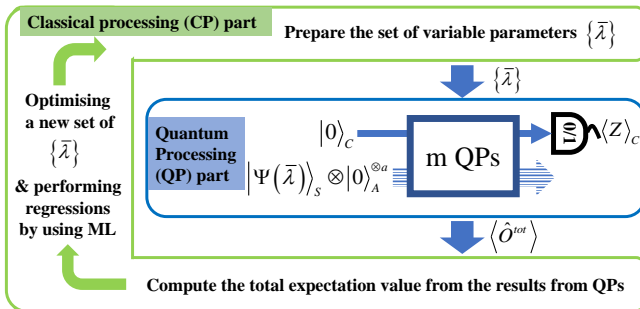 Classical processing (CP) part
Prepare the set of variable parameters {λ̄}
{λ̄}
Optimising
a new set of
{λ̄}
& performing
regressions
by using ML
Quantum
Processing
(QP) part
|0⟩_C
|Ψ(λ̄)⟩_S ⊗ |0⟩_A^{⊗a}
m QPs
0/1
⟨Z⟩_C
⟨Ô^{tot}⟩
Compute the total expectation value from the results from QPs